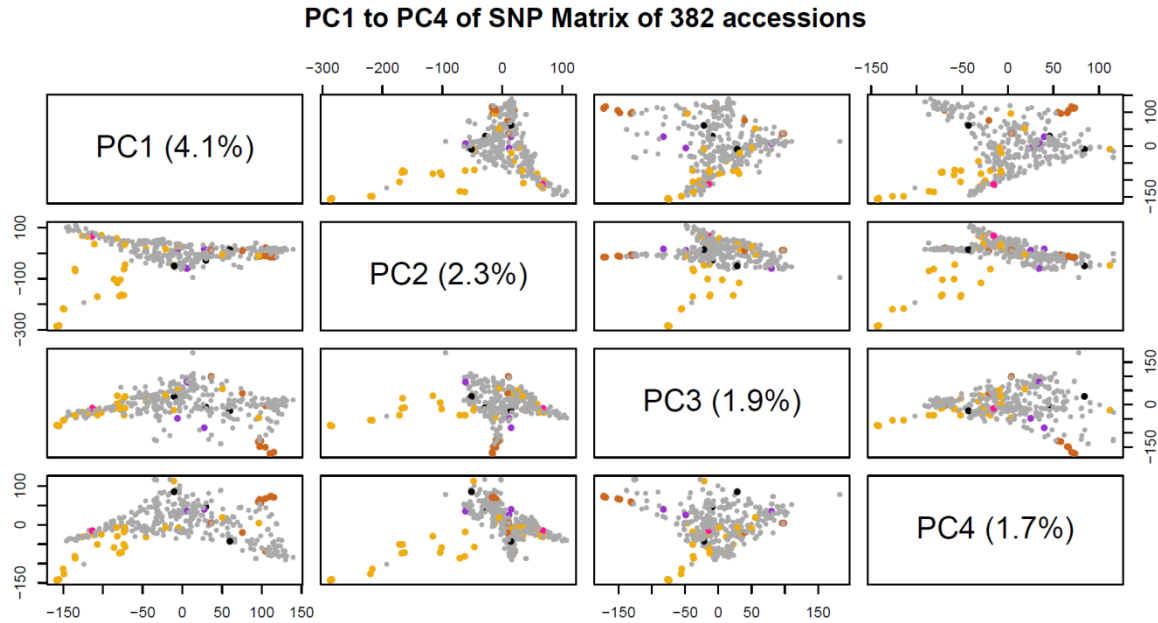 PC1 to PC4 of SNP Matrix of 382 accessions
−300 −200 −100 0 100 −150 −50 0 50 100
PC1 (4.1%)
−150 0 100
−300 −100 100
PC2 (2.3%)
PC3 (1.9%)
−150 0 150
−150 0 100
PC4 (1.7%)
−150 −100 −50 0 50 100 150 −150 −50 0 50 150